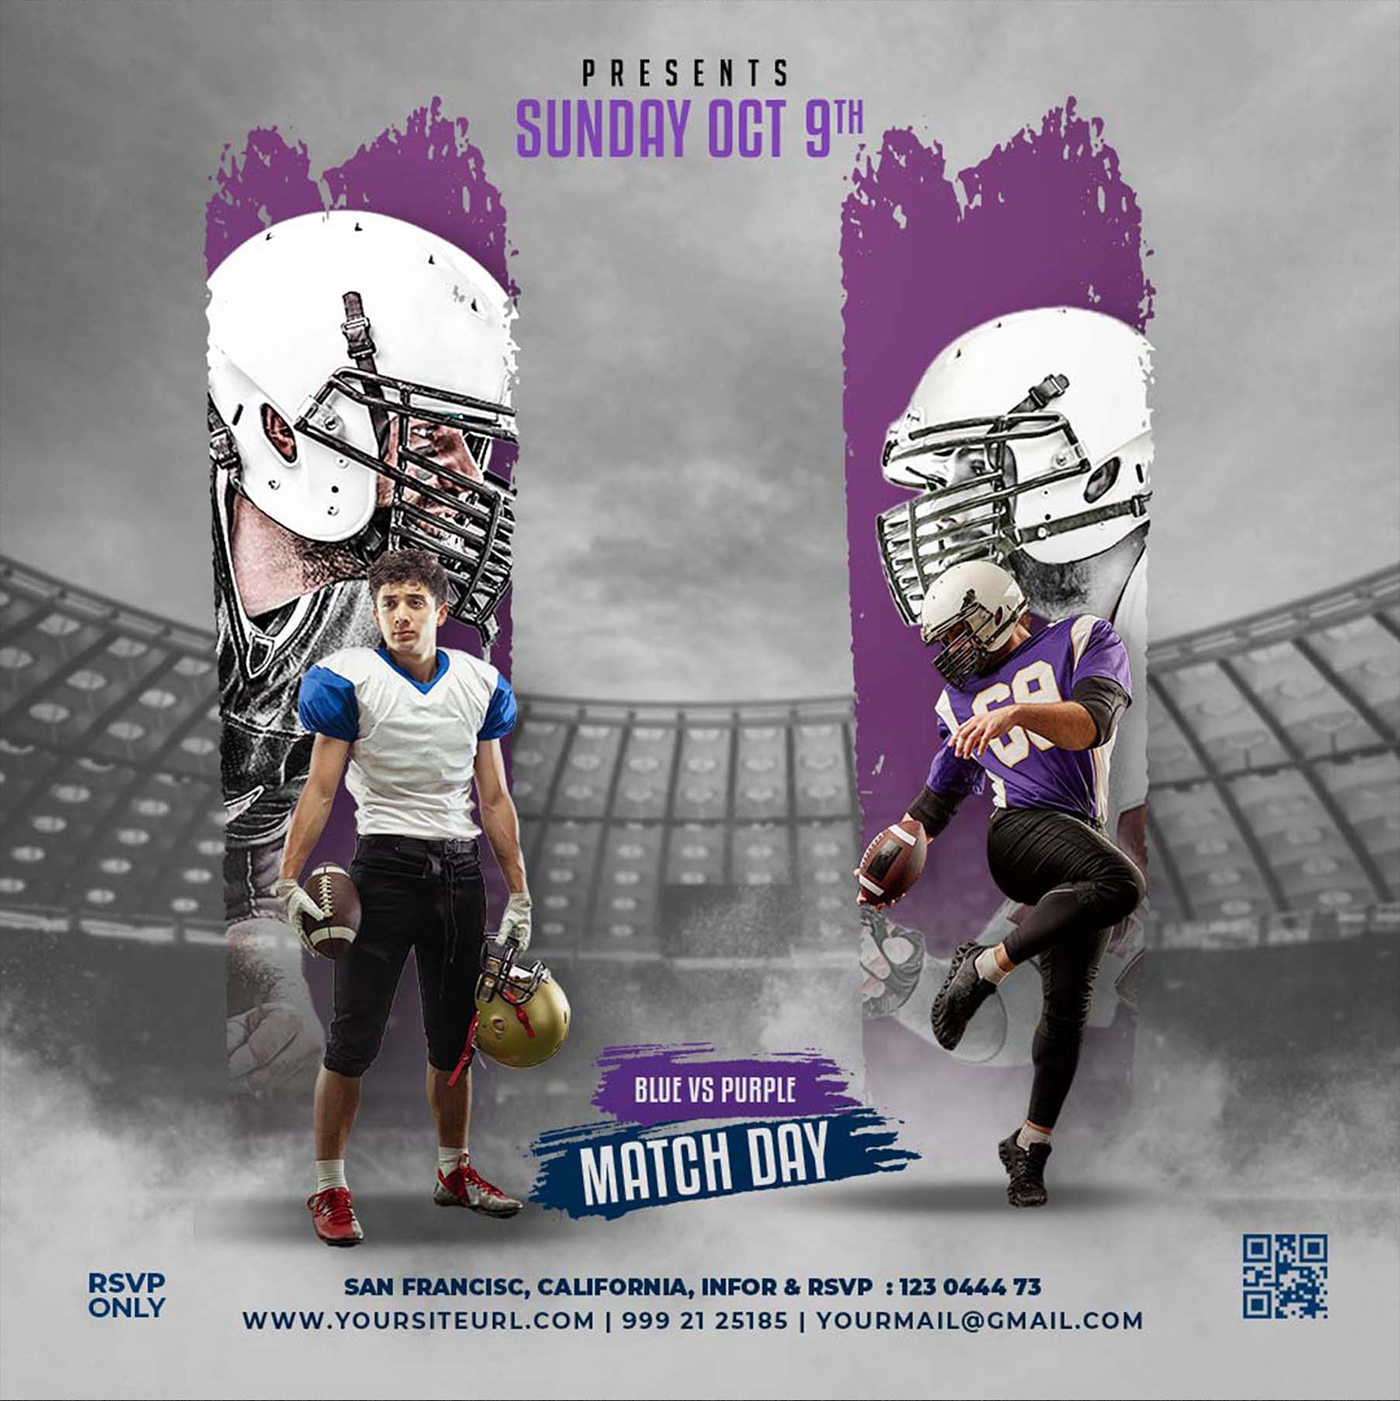 PRESENTS
SUNDAY OCT 9TH
BLUE VS PURPLE
MATCH DAY
RSVP
ONLY
SAN FRANCISC, CALIFORNIA, INFOR & RSVP : 123 0444 73
WWW.YOURSITEURL.COM | 999 21 25185 | YOURMAIL@GMAIL.COM